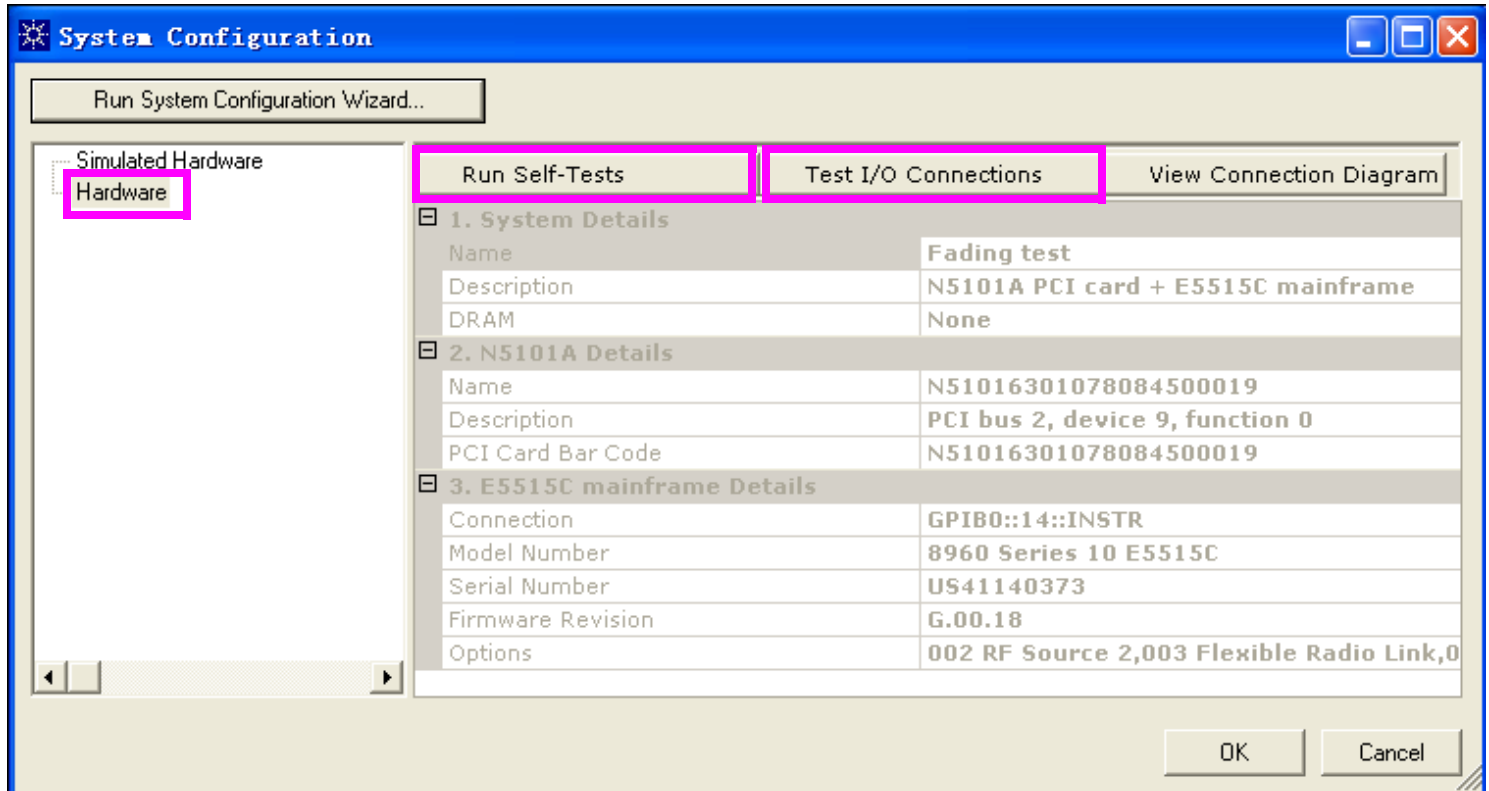 System Configuration
Run System Configuration Wizard...
Simulated Hardware
Hardware
Run Self-Tests
Test I/O Connections
View Connection Diagram
1. System Details
Name Fading test
Description N5101A PCI card + E5515C mainframe
DRAM None
2. N5101A Details
Name N51016301078084500019
Description PCI bus 2, device 9, function 0
PCI Card Bar Code N51016301078084500019
3. E5515C mainframe Details
Connection GPIB0::14::INSTR
Model Number 8960 Series 10 E5515C
Serial Number US41140373
Firmware Revision G.00.18
Options 002 RF Source 2,003 Flexible Radio Link,0
OK
Cancel